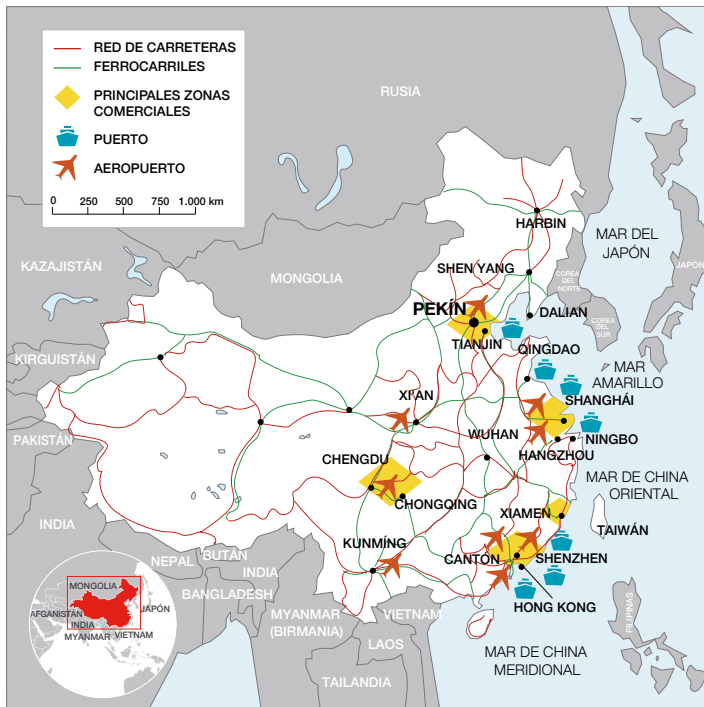 RED DE CARRETERAS
FERROCARRILES
PRINCIPALES ZONAS
COMERCIALES
PUERTO
AEROPUERTO
0 250 500 1.000 km
RUSIA
KAZAJISTÁN
MONGOLIA
HARBIN
MAR DEL
JAPÓN
SHEN YANG
COREA
DEL
NORTE
JAPÓN
PEKÍN
DALIAN
COREA
DEL
SUR
TIANJIN
QINGDAO
KIRGUISTÁN
MAR
AMARILLO
XI'AN
SHANGHÁI
PAKISTÁN
WUHAN
NINGBO
HANGZHOU
CHENGDU
MAR DE CHINA
ORIENTAL
CHONGQING
XIAMEN
INDIA
TAIWÁN
KUNMÍNG
CANTÓN
SHENZHEN
NEPAL
BUTÁN
INDIA
BANGLADESH
HONG KONG
MYANMAR
(BIRMANIA)
VIETNAM
LAOS
FILIPINAS
MAR DE CHINA
MERIDIONAL
TAILANDIA
MONGOLIA
AFGANISTÁN
JAPÓN
INDIA
MYANMAR
VIETNAM